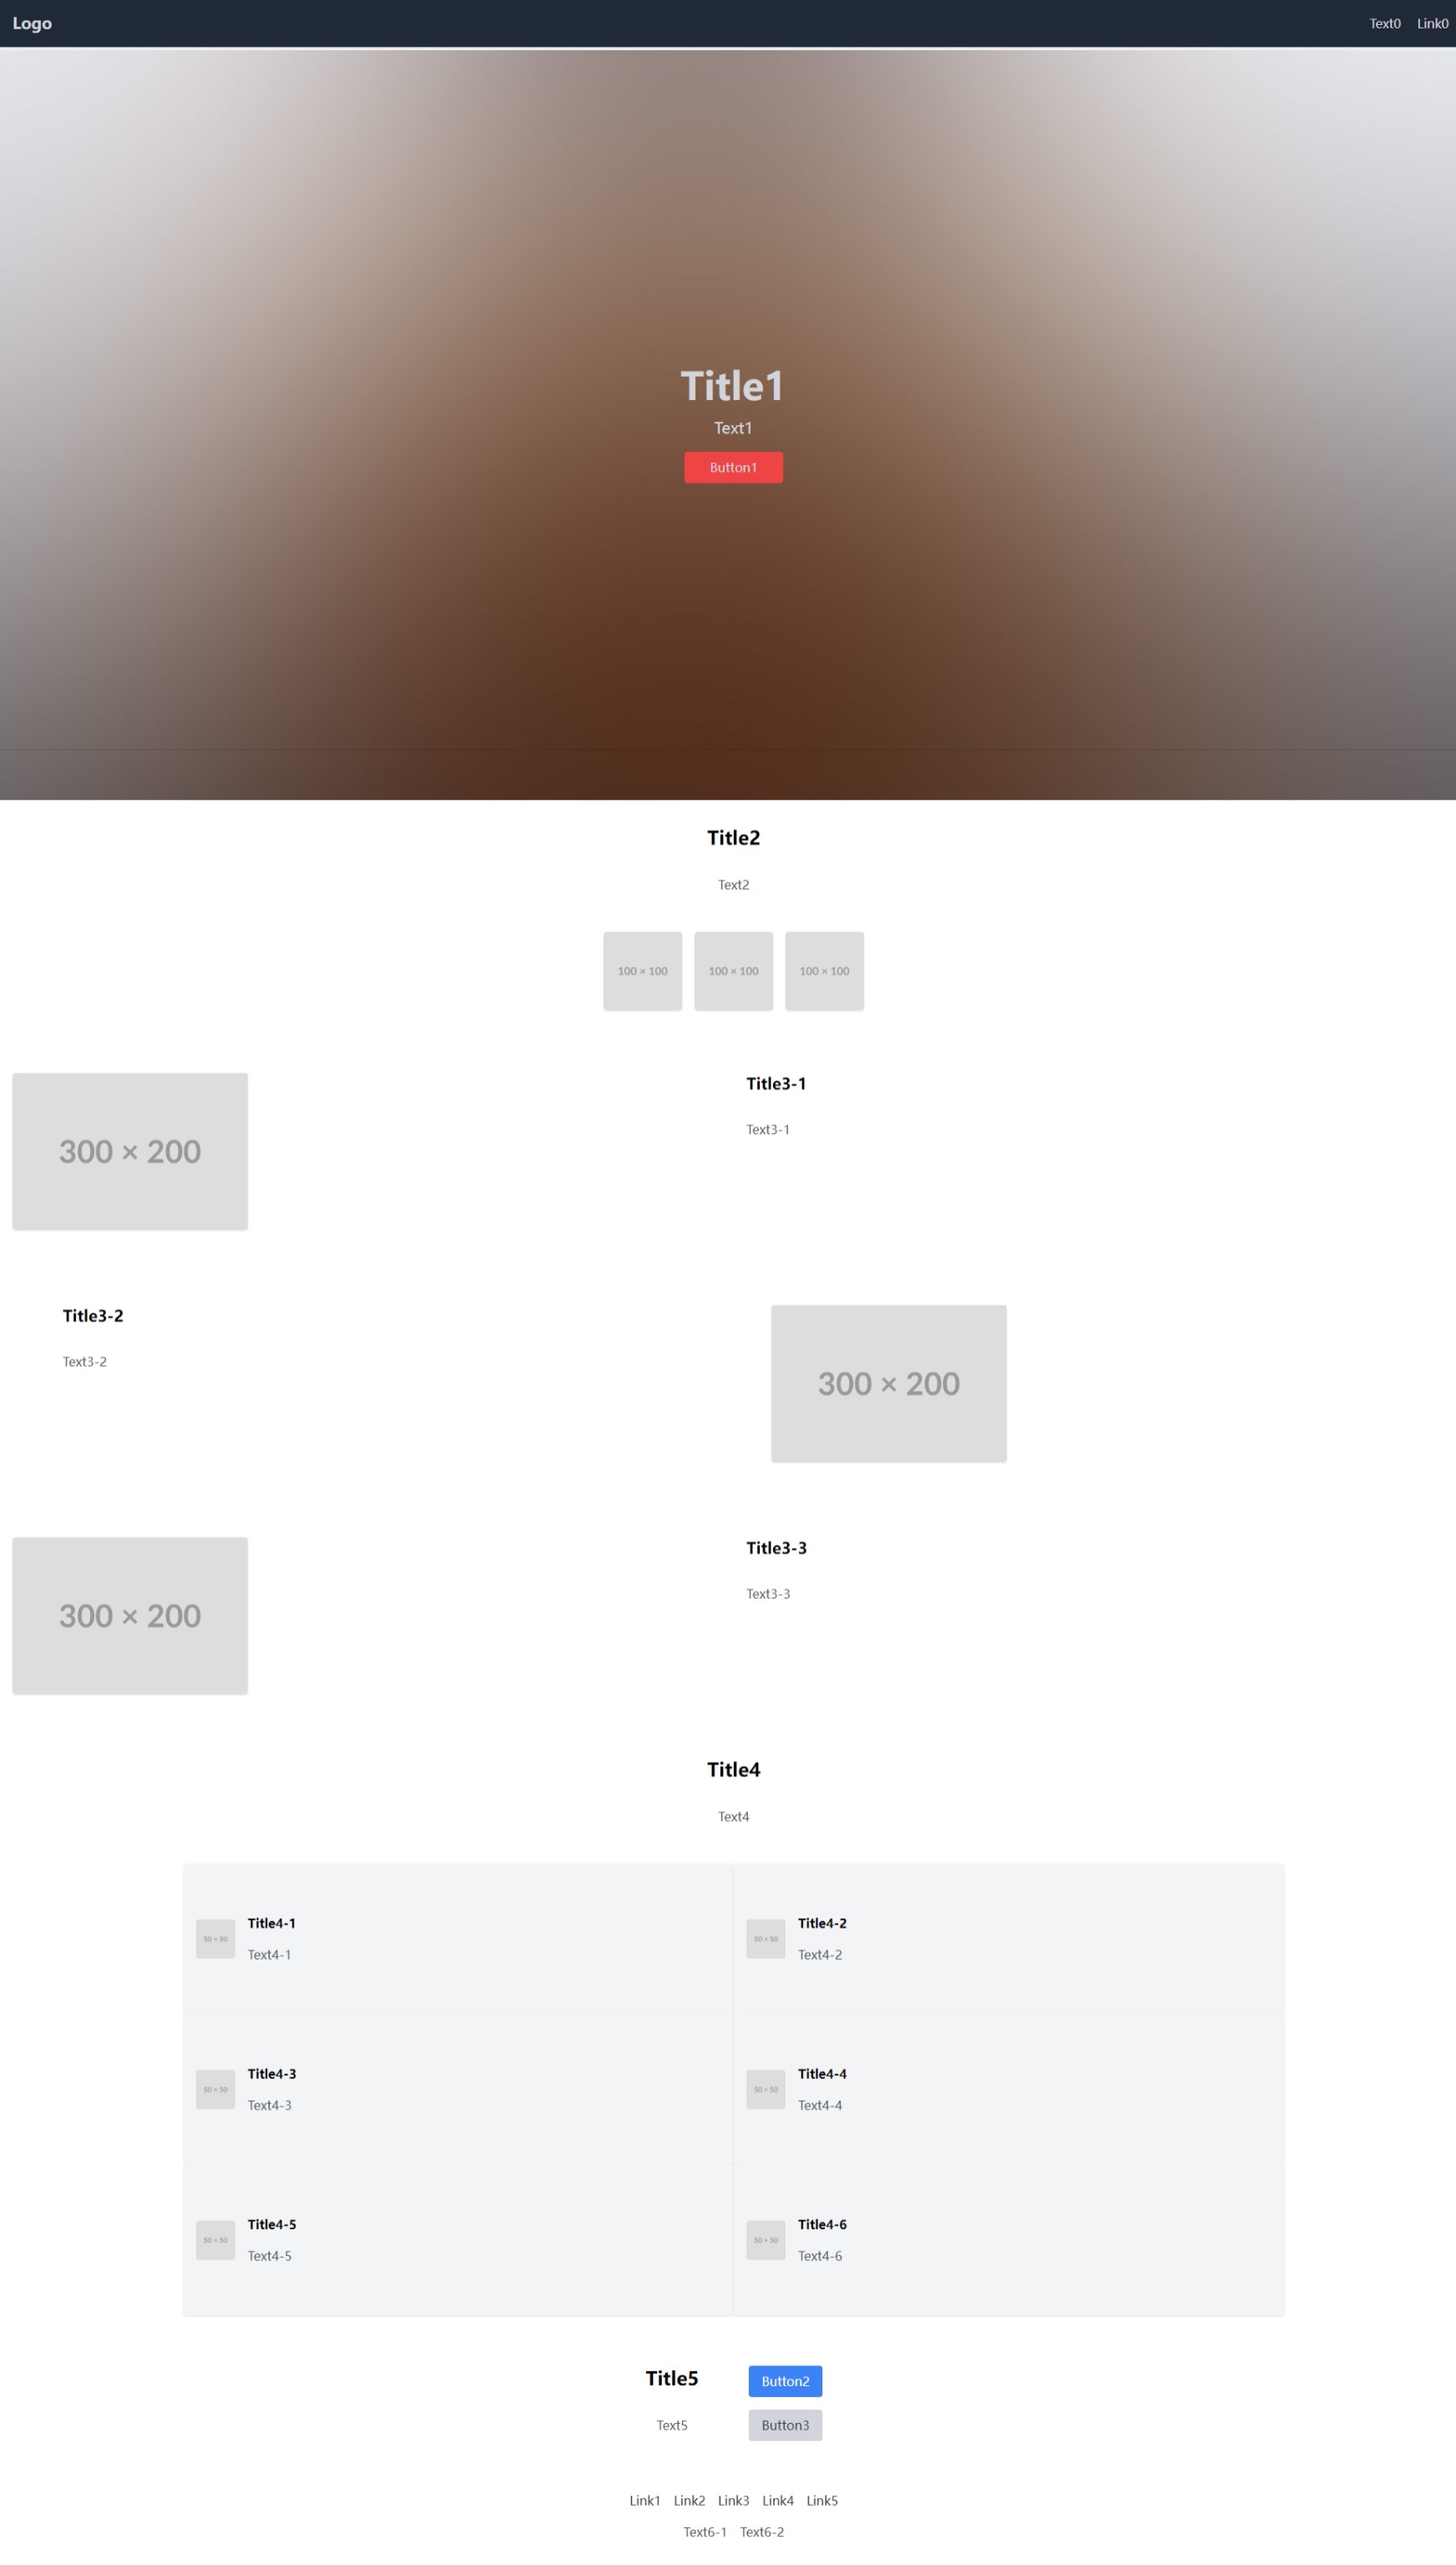 Logo
Text0 Link0
Title1
Text1
Button1
Title2
Text2
100 × 100 100 × 100 100 × 100
300 × 200
Title3-1
Text3-1
Title3-2
Text3-2
300 × 200
300 × 200
Title3-3
Text3-3
Title4
Text4
50 × 50
Title4-1
Text4-1
50 × 50
Title4-2
Text4-2
50 × 50
Title4-3
Text4-3
50 × 50
Title4-4
Text4-4
50 × 50
Title4-5
Text4-5
50 × 50
Title4-6
Text4-6
Title5
Text5
Button2
Button3
Link1 Link2 Link3 Link4 Link5
Text6-1 Text6-2